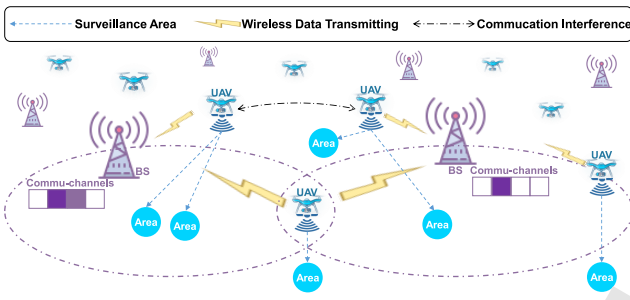 Surveillance Area
Wireless Data Transmitting
Commucation Interference
UAV
UAV
BS
Commu-channels
Area
BS
Commu-channels
UAV
UAV
Area
Area
Area
Area
Area